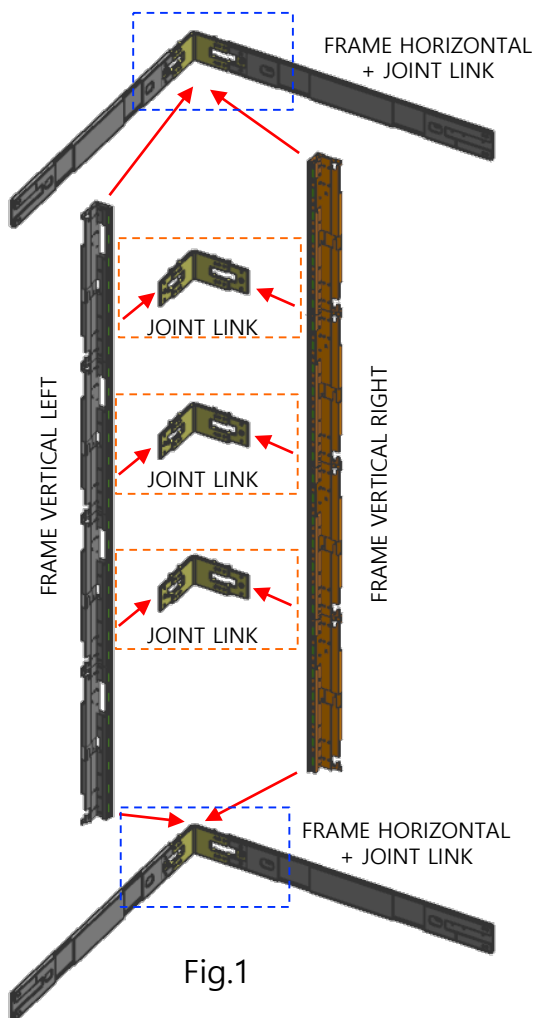 FRAME HORIZONTAL
+ JOINT LINK
JOINT LINK
FRAME VERTICAL LEFT
JOINT LINK
FRAME VERTICAL RIGHT
JOINT LINK
FRAME HORIZONTAL
+ JOINT LINK
Fig.1